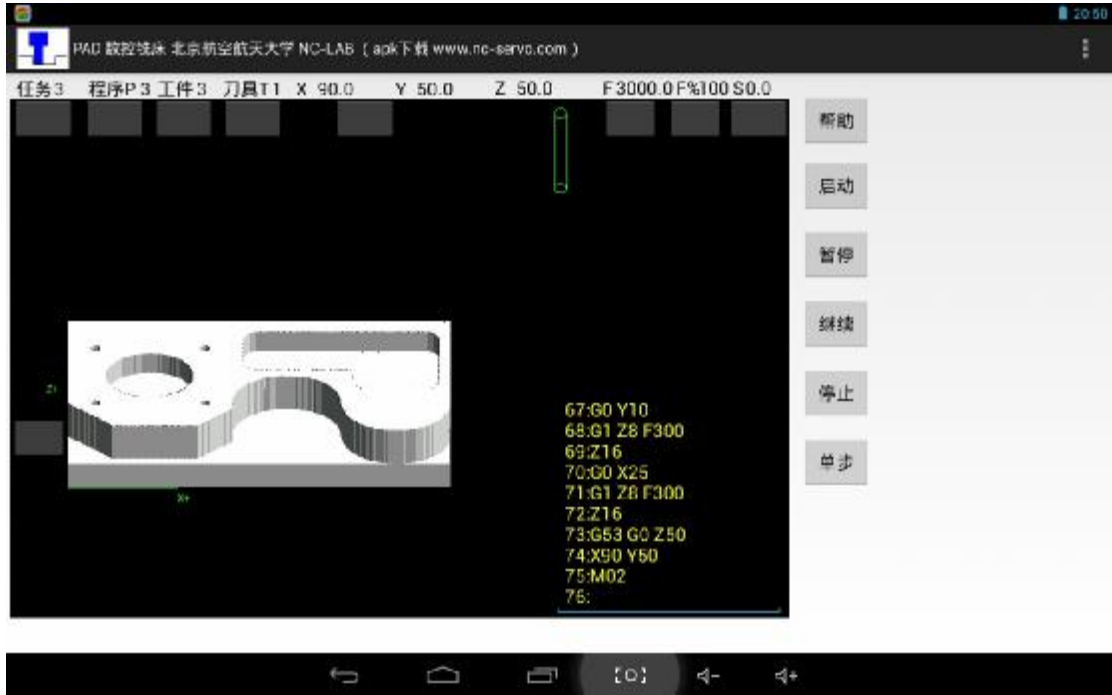 20:50
PAD 数控铣床 北京航空航天大学 NC-LAB ( apk下载 www.nc-servo.com )
任务3 程序P 3 工件3 刀具T1 X 90.0 Y 50.0 Z 50.0 F3000.0 F%100 S0.0
帮助
启动
暂停
继续
停止
单步
Z+
X+
67:G0 Y10
68:G1 Z8 F300
69:Z16
70:G0 X25
71:G1 Z8 F300
72:Z16
73:G53 G0 Z50
74:X90 Y50
75:M02
76: